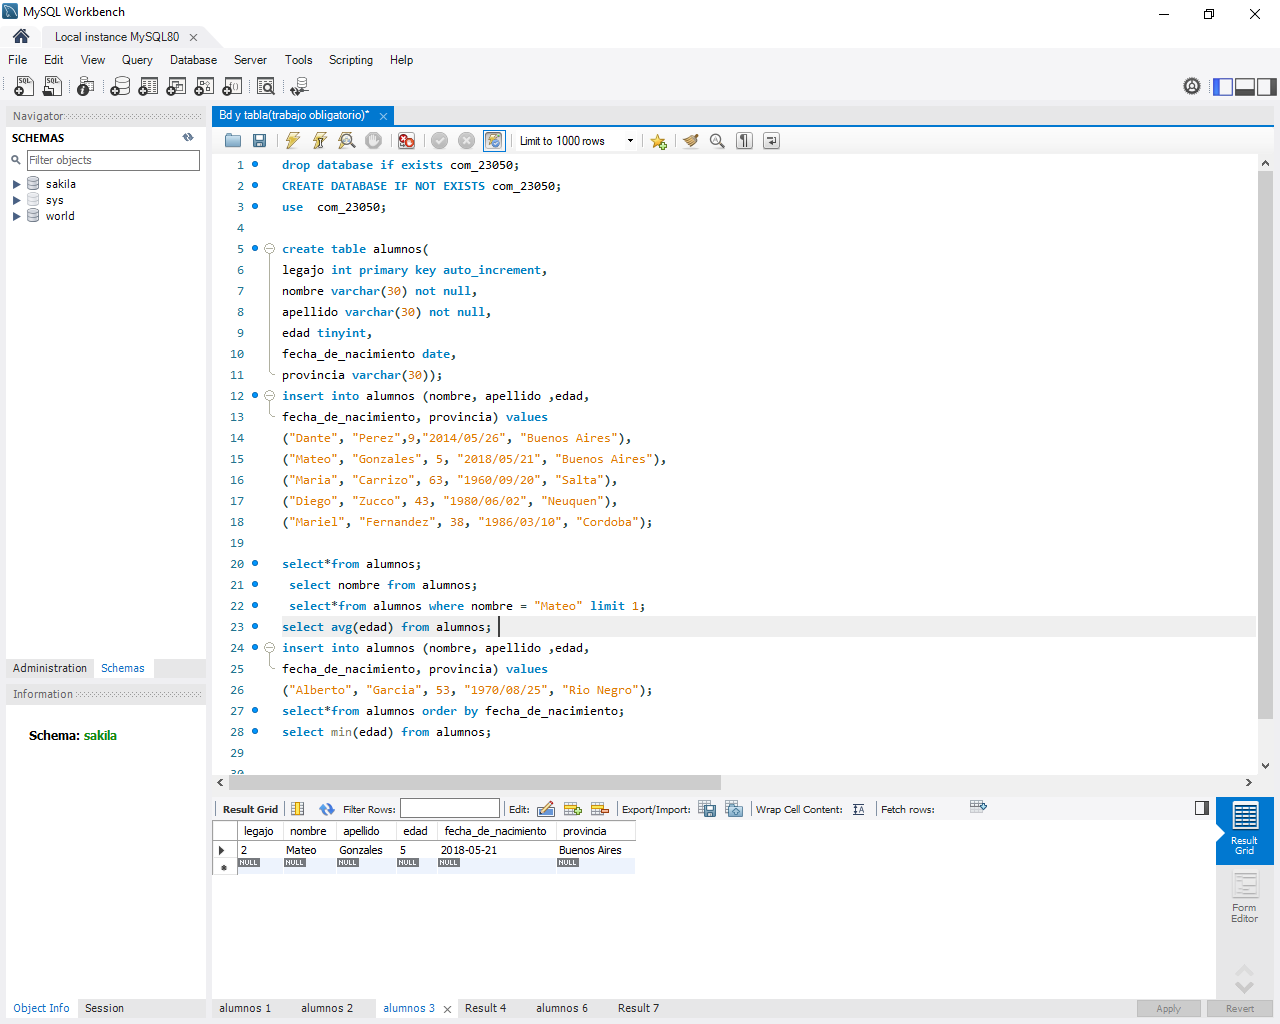 MySQL Workbench
Local instance MySQL80
File Edit View Query Database Server Tools Scripting Help
Navigator
SCHEMAS
Filter objects
sakila
sys
world
Administration Schemas
Information
Schema: sakila
Object Info Session
Bd y tabla(trabajo obligatorio)*
Limit to 1000 rows
1 drop database if exists com_23050;
2 CREATE DATABASE IF NOT EXISTS com_23050;
3 use  com_23050;
4
5 create table alumnos(
6 legajo int primary key auto_increment,
7 nombre varchar(30) not null,
8 apellido varchar(30) not null,
9 edad tinyint,
10 fecha_de_nacimiento date,
11 provincia varchar(30));
12 insert into alumnos (nombre, apellido ,edad,
13 fecha_de_nacimiento, provincia) values
14 ("Dante", "Perez",9,"2014/05/26", "Buenos Aires"),
15 ("Mateo", "Gonzales", 5, "2018/05/21", "Buenos Aires"),
16 ("Maria", "Carrizo", 63, "1960/09/20", "Salta"),
17 ("Diego", "Zucco", 43, "1980/06/02", "Neuquen"),
18 ("Mariel", "Fernandez", 38, "1986/03/10", "Cordoba");
19
20 select*from alumnos;
21 select nombre from alumnos;
22 select*from alumnos where nombre = "Mateo" limit 1;
23 select avg(edad) from alumnos;
24 insert into alumnos (nombre, apellido ,edad,
25 fecha_de_nacimiento, provincia) values
26 ("Alberto", "Garcia", 53, "1970/08/25", "Rio Negro");
27 select*from alumnos order by fecha_de_nacimiento;
28 select min(edad) from alumnos;
29
30
Result Grid Filter Rows: Edit: Export/Import: Wrap Cell Content: Fetch rows:
legajo nombre apellido edad fecha_de_nacimiento provincia
2 Mateo Gonzales 5 2018-05-21 Buenos Aires
NULL NULL NULL NULL NULL NULL
Result
Grid
Form
Editor
alumnos 1 alumnos 2 alumnos 3 Result 4 alumnos 6 Result 7
Apply Revert